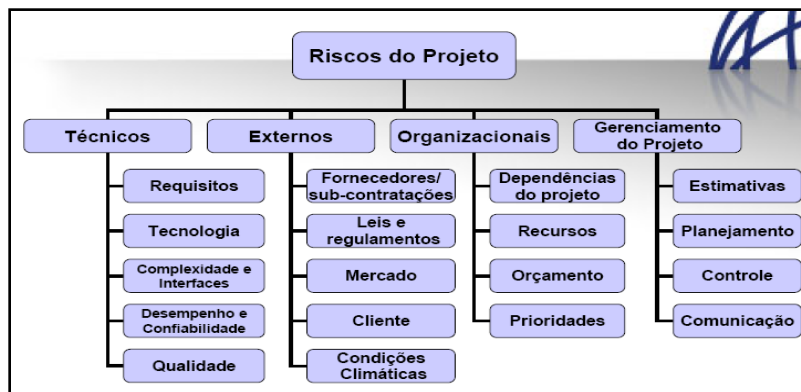 Riscos do Projeto
Técnicos
Externos
Organizacionais
Gerenciamento
do Projeto
Requisitos
Tecnologia
Complexidade e
Interfaces
Desempenho e
Confiabilidade
Qualidade
Fornecedores/
sub-contratações
Leis e
regulamentos
Mercado
Cliente
Condições
Climáticas
Dependências
do projeto
Recursos
Orçamento
Prioridades
Estimativas
Planejamento
Controle
Comunicação